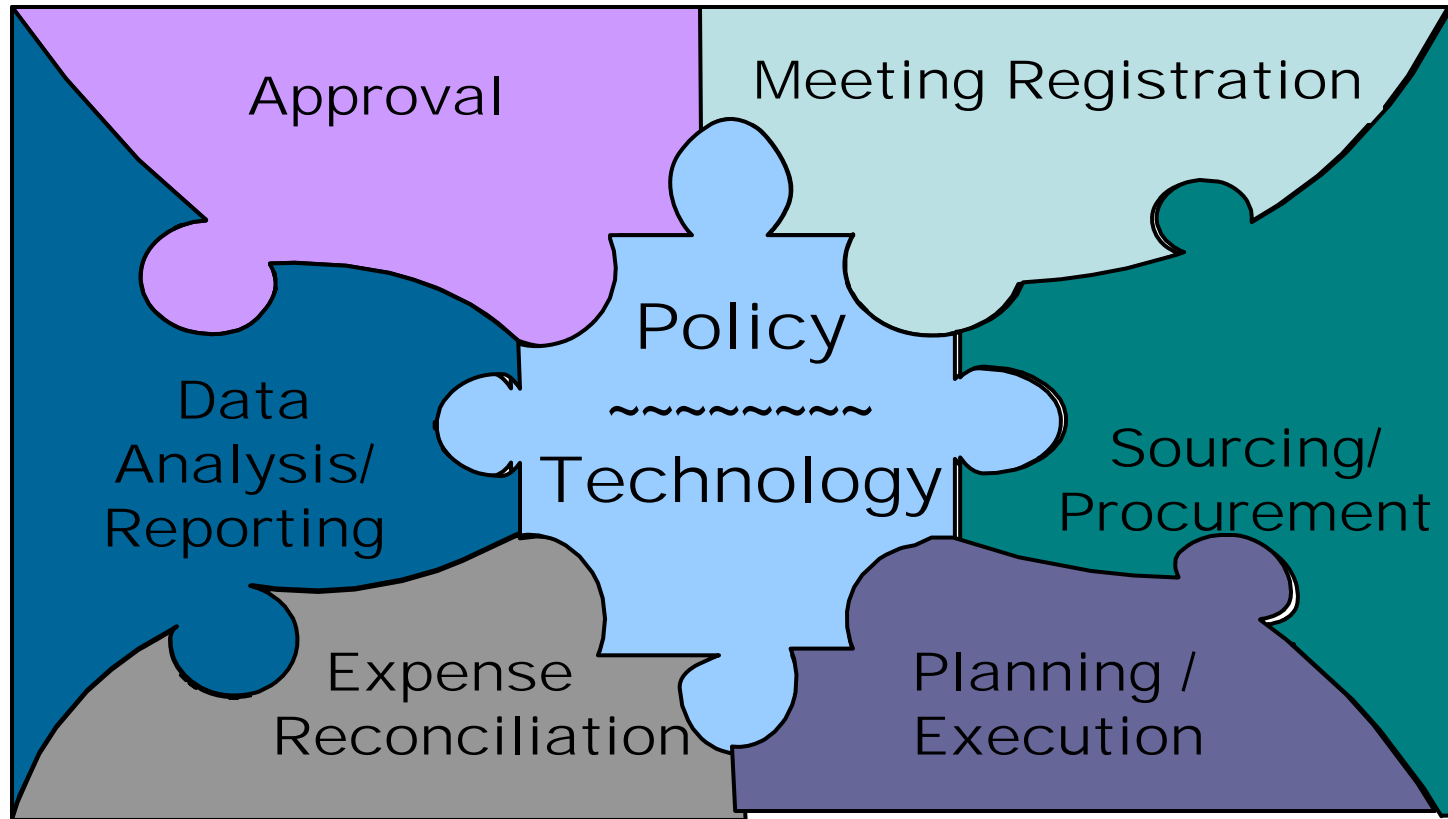 Approval
Meeting Registration
Policy
~~~~~~~~
Technology
Data
Analysis/
Reporting
Sourcing/
Procurement
Expense
Reconciliation
Planning /
Execution